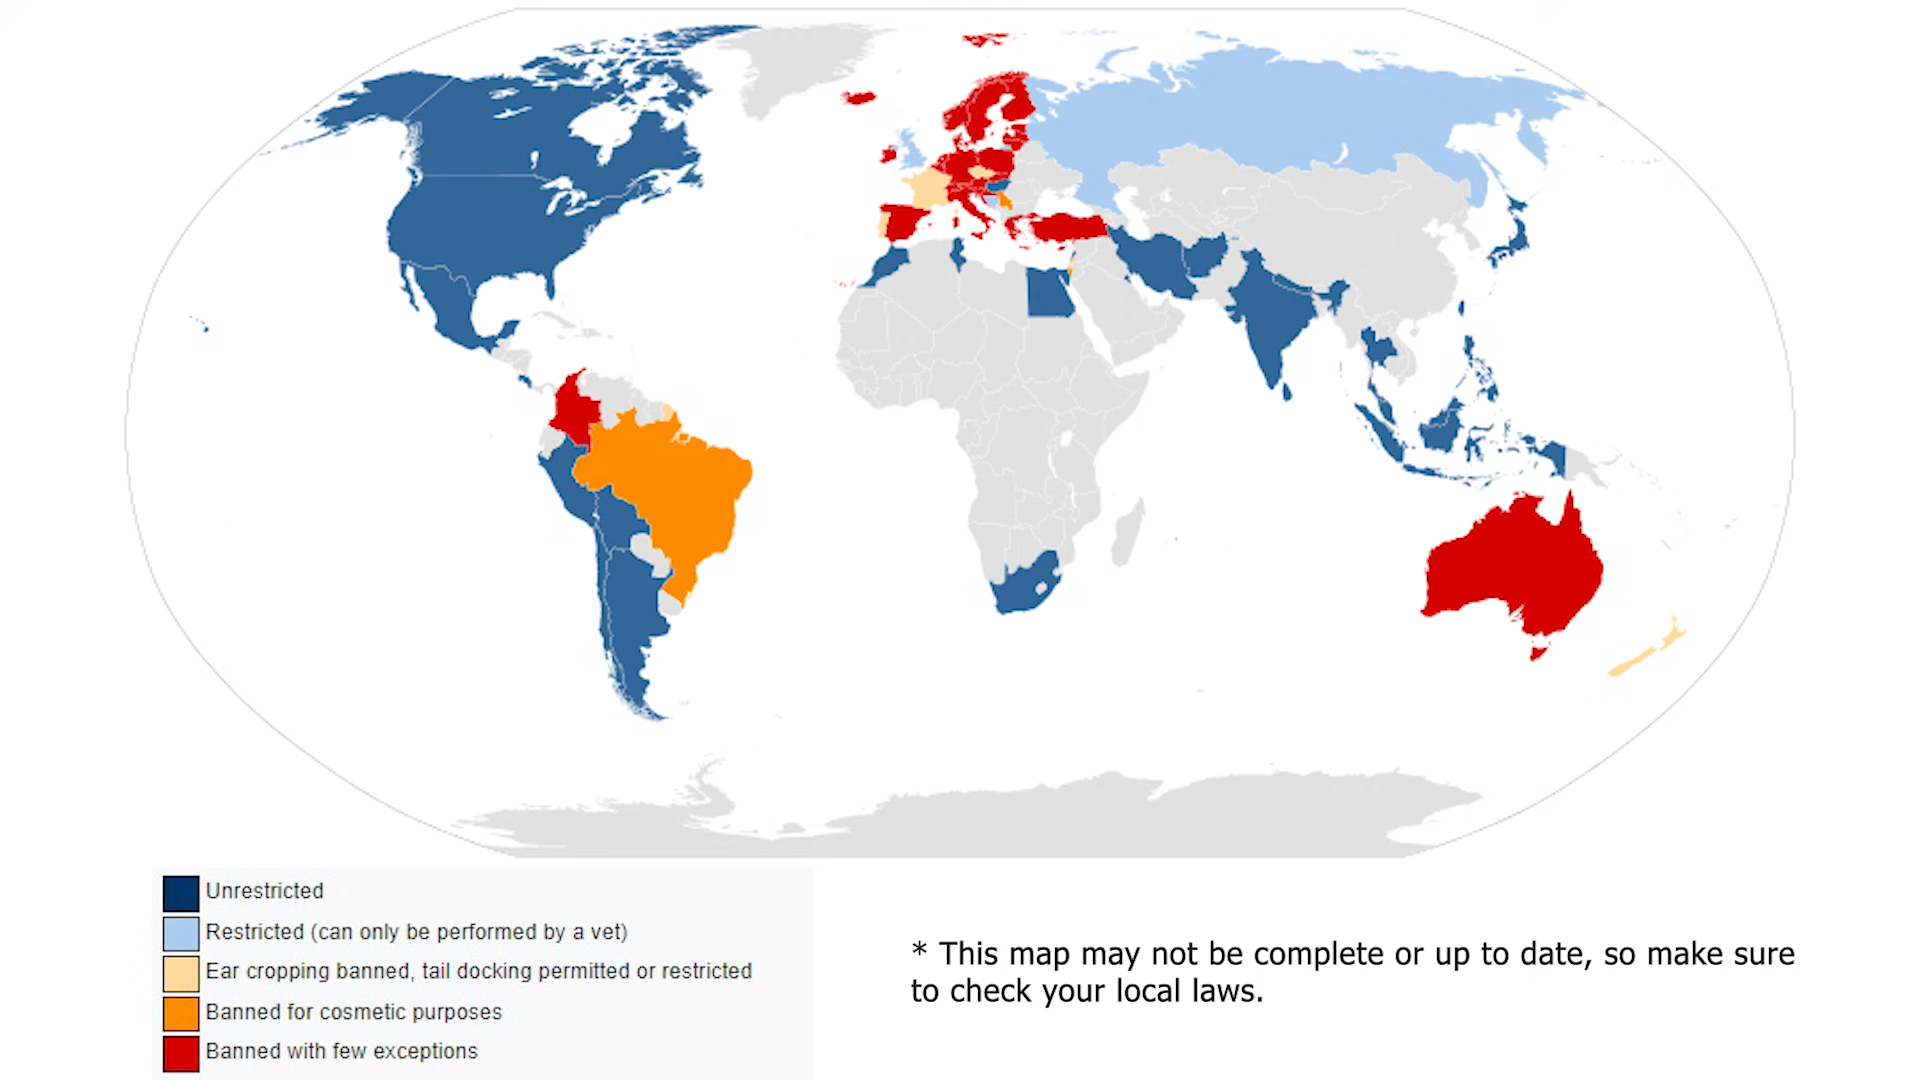 Unrestricted
Restricted (can only be performed by a vet)
Ear cropping banned, tail docking permitted or restricted
Banned for cosmetic purposes
Banned with few exceptions
* This map may not be complete or up to date, so make sure
to check your local laws.